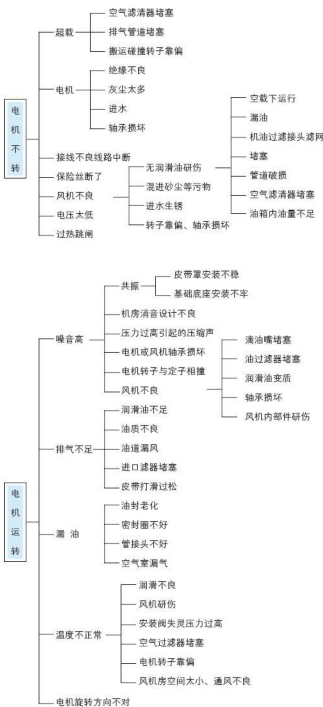 电机不转
超载
空气滤清器堵塞
排气管道堵塞
搬运碰撞转子靠偏
电机
绝缘不良
灰尘太多
进水
轴承损坏
接线不良线路中断
保险丝断了
风机不良
无润滑油研伤
混进砂尘等污物
进水生锈
转子靠偏、轴承损坏
空载下运行
漏油
机油过滤接头滤网
堵塞
管道破损
空气滤清器堵塞
油箱内油量不足
电压太低
过热跳闸
电机运转
噪音高
共振
皮带罩安装不稳
基础底座安装不牢
机房消音设计不良
压力过高引起的压缩声
电机或风机轴承损坏
电机转子与定子相撞
风机不良
滴油嘴堵塞
油过滤器堵塞
润滑油变质
轴承损坏
风机内部件研伤
排气不足
润滑油不足
油质不良
油道漏风
进口滤器堵塞
皮带打滑过松
漏 油
油封老化
密封圈不好
管接头不好
空气室漏气
温度不正常
润滑不良
风机研伤
安装阀失灵压力过高
空气过滤器堵塞
电机转子靠偏
风机房空间太小、通风不良
电机旋转方向不对